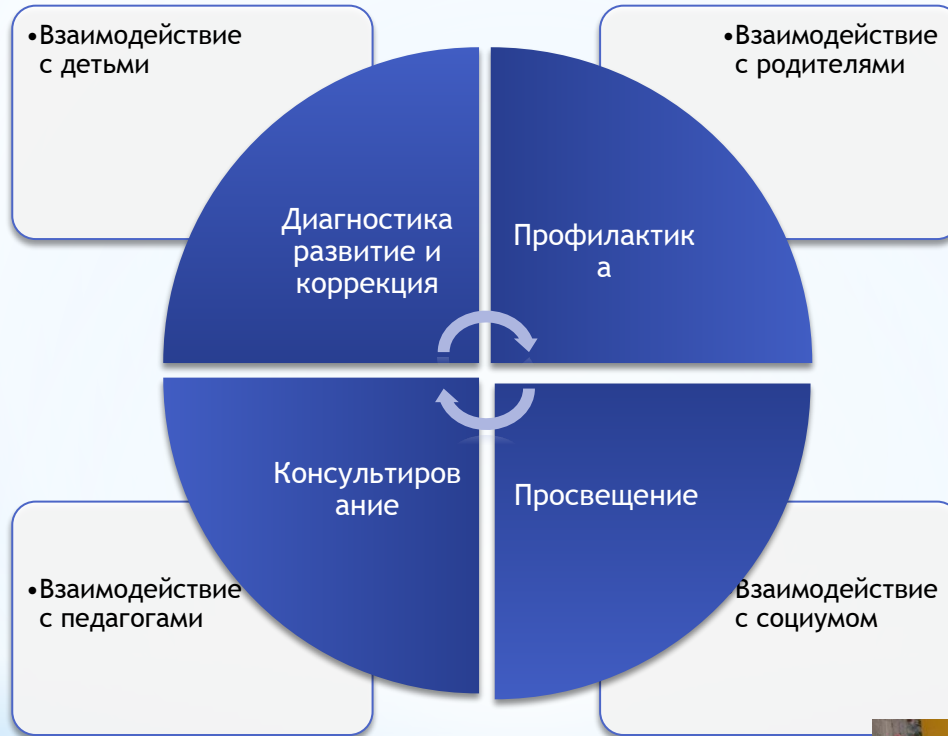 •Взаимодействие
с детьми
•Взаимодействие
с родителями
Диагностика
развитие и
коррекция
Профилактик
а
Консультиров
ание
Просвещение
•Взаимодействие
с педагогами
Взаимодействие
с социумом